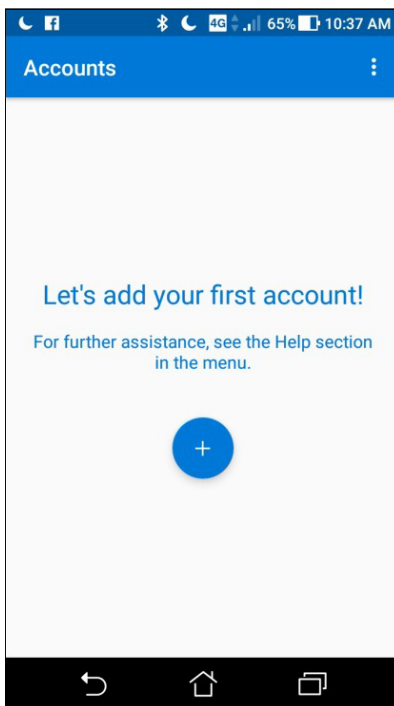 4G 65% 10:37 AM
Accounts
Let's add your first account!
For further assistance, see the Help section
in the menu.